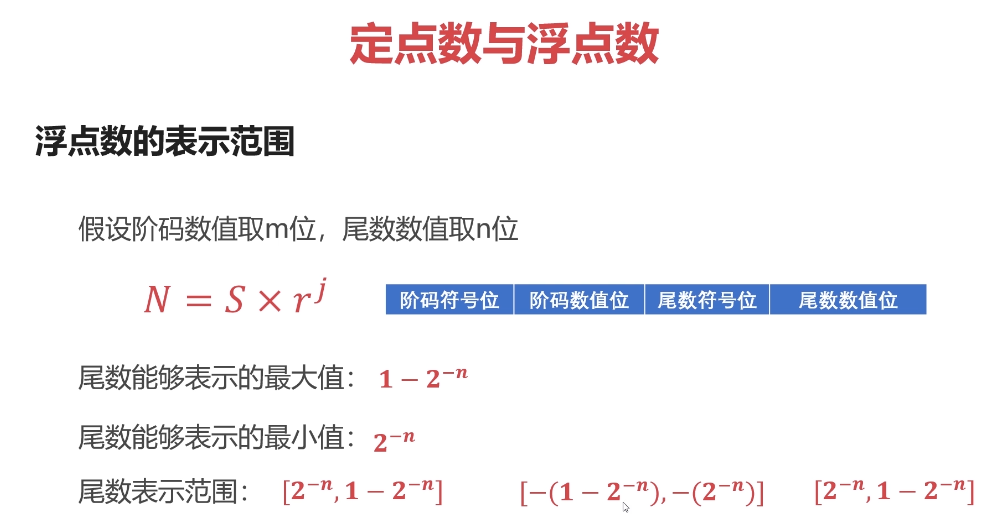 定点数与浮点数
浮点数的表示范围
假设阶码数值取m位，尾数数值取n位
N = S × r^j 阶码符号位 阶码数值位 尾数符号位 尾数数值位
尾数能够表示的最大值： 1 − 2^−n
尾数能够表示的最小值： 2^−n
尾数表示范围： [2^−n, 1 − 2^−n] [−(1 − 2^−n), −(2^−n)] [2^−n, 1 − 2^−n]